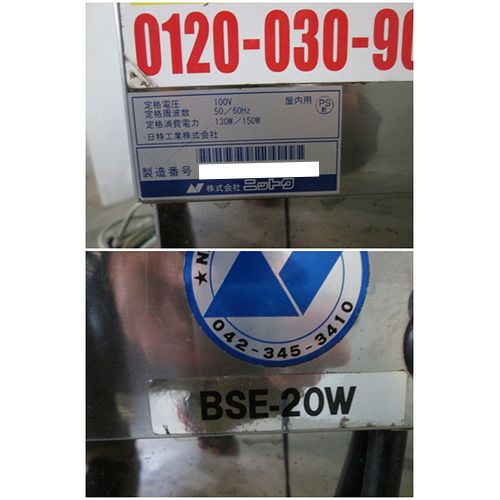 0120-030-90
定格電圧 100V 屋内用 PSE
定格周波数 50/60Hz
定格消費電力 130W/150W
日特工業株式会社
製造番号
株式会社 ニットク
★ N
042-345-3410
BSE-20W